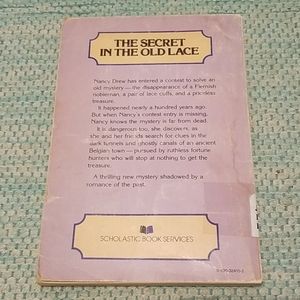 THE SECRET
IN THE OLD LACE
Nancy Drew has entered a contest to solve an
old mystery—the disappearance of a Flemish
nobleman, a pair of lace cuffs, and a priceless
treasure.
It happened nearly a hundred years ago.
But when Nancy's contest entry is missing,
Nancy knows the mystery is far from dead.
It is dangerous too, she discovers, as
she and her friends search for clues in the
dark tunnels and ghostly canals of an ancient
Belgian town—pursued by ruthless fortune
hunters who will stop at nothing to get the
treasure.
A thrilling new mystery shadowed by a
romance of the past.
SCHOLASTIC BOOK SERVICES